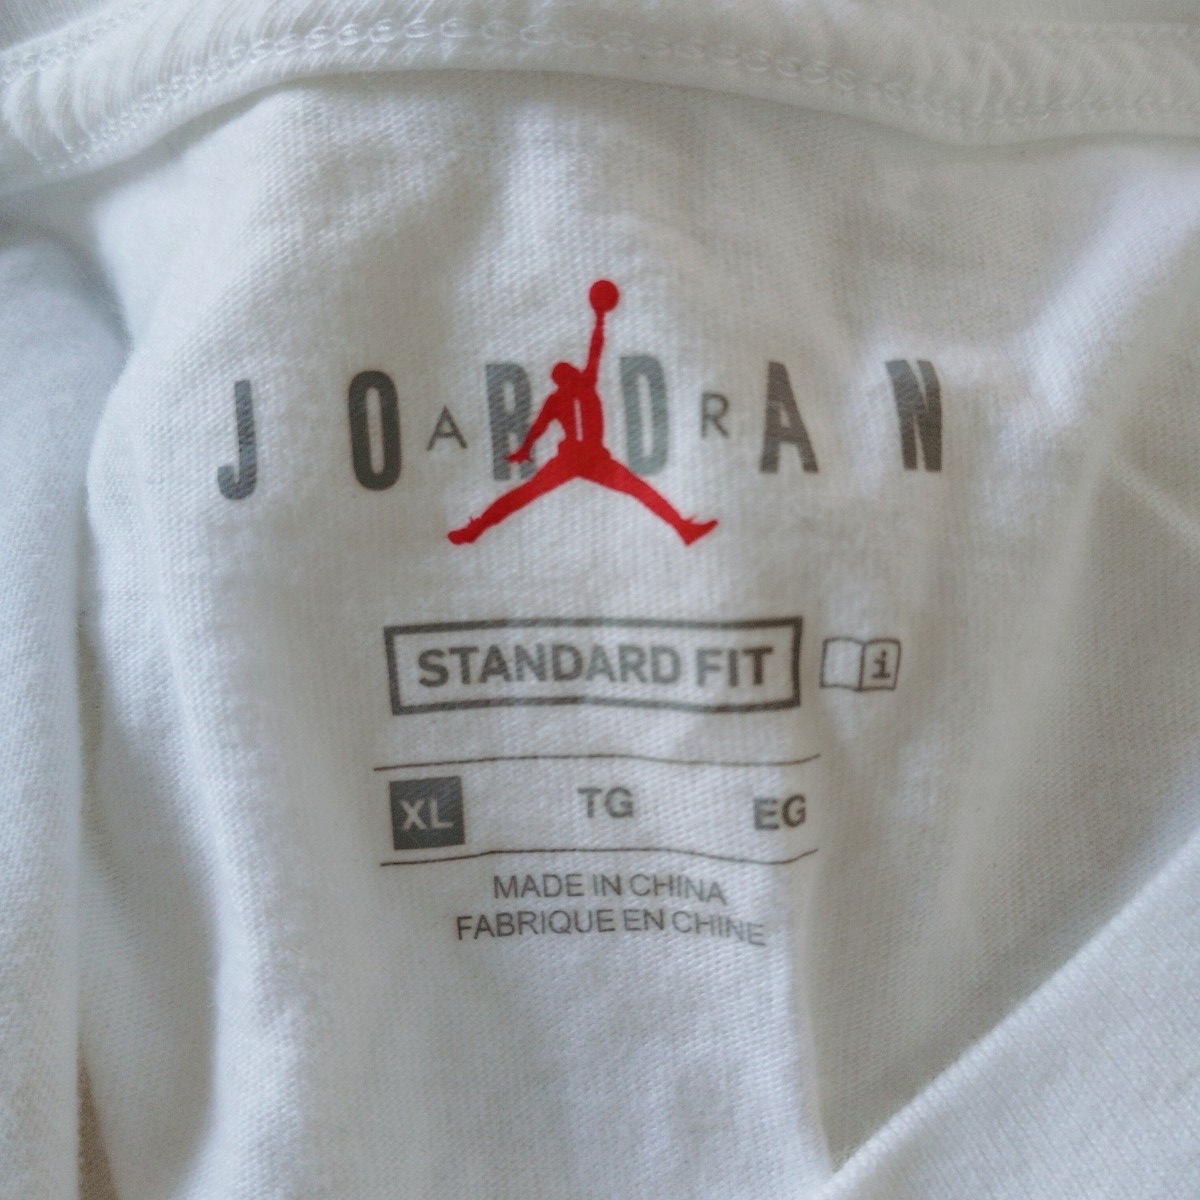 JORDAN
AIR
STANDARD FIT i
XL TG EG
MADE IN CHINA
FABRIQUE EN CHINE